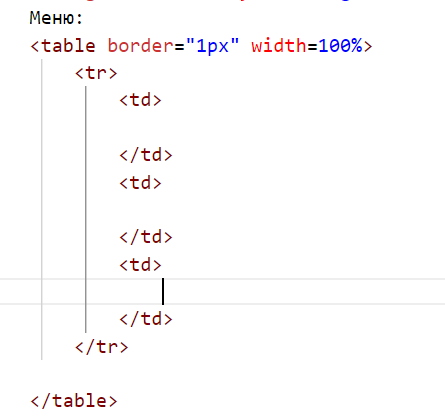 Меню:
<table border="1px" width=100%>
<tr>
<td>
</td>
<td>
</td>
<td>
</td>
</tr>
</table>